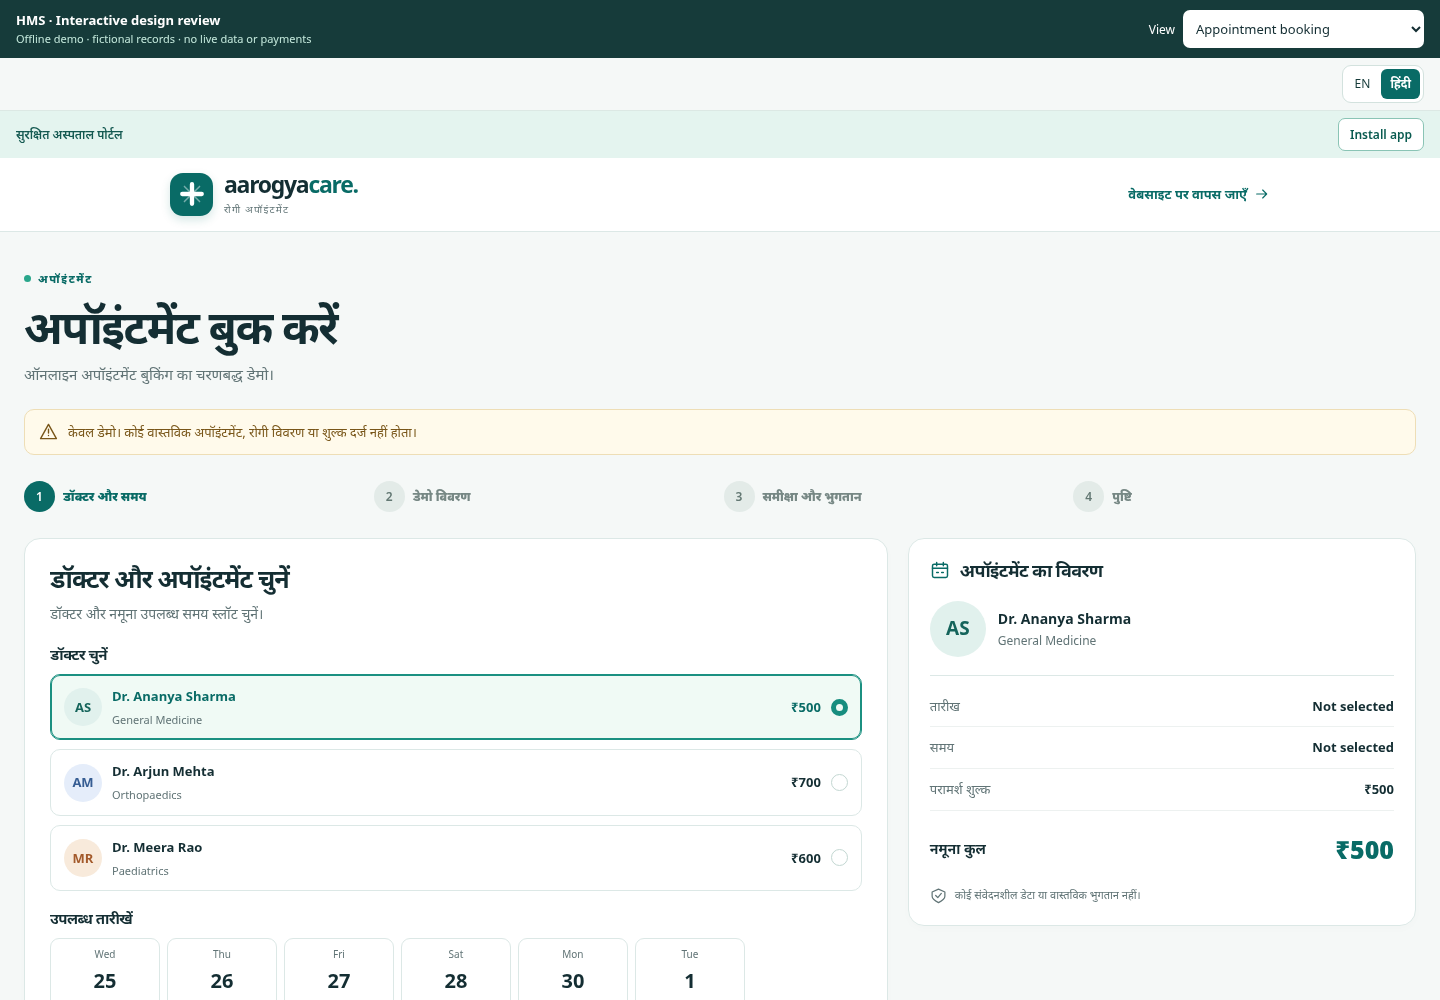 HMS · Interactive design review
Offline demo · fictional records · no live data or payments
View
Appointment booking
EN
हिंदी
सुरक्षित अस्पताल पोर्टल
Install app
aarogyacare.
रोगी अपॉइंटमेंट
वेबसाइट पर वापस जाएँ →
अपॉइंटमेंट
अपॉइंटमेंट बुक करें
ऑनलाइन अपॉइंटमेंट बुकिंग का चरणबद्ध डेमो।
केवल डेमो। कोई वास्तविक अपॉइंटमेंट, रोगी विवरण या शुल्क दर्ज नहीं होता।
1 डॉक्टर और समय
2 डेमो विवरण
3 समीक्षा और भुगतान
4 पुष्टि
डॉक्टर और अपॉइंटमेंट चुनें
डॉक्टर और नमूना उपलब्ध समय स्लॉट चुनें।
डॉक्टर चुनें
AS
Dr. Ananya Sharma
General Medicine
₹500
AM
Dr. Arjun Mehta
Orthopaedics
₹700
MR
Dr. Meera Rao
Paediatrics
₹600
उपलब्ध तारीखें
Wed
25
Thu
26
Fri
27
Sat
28
Mon
30
Tue
1
अपॉइंटमेंट का विवरण
AS
Dr. Ananya Sharma
General Medicine
तारीख Not selected
समय Not selected
परामर्श शुल्क ₹500
नमूना कुल ₹500
कोई संवेदनशील डेटा या वास्तविक भुगतान नहीं।